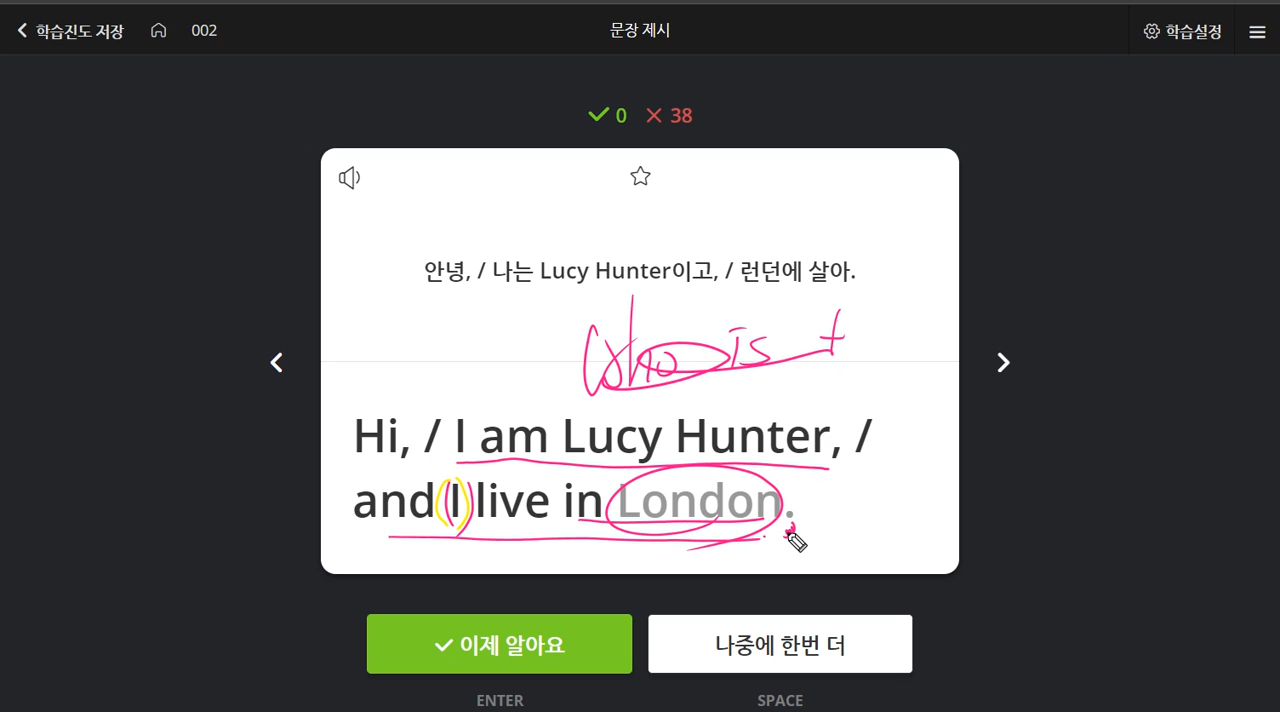 학습진도 저장 002 문장 제시 학습설정
0 38
안녕, / 나는 Lucy Hunter이고, / 런던에 살아.
Who is t
Hi, / I am Lucy Hunter, /
and I live in London.
이제 알아요 나중에 한번 더
ENTER SPACE